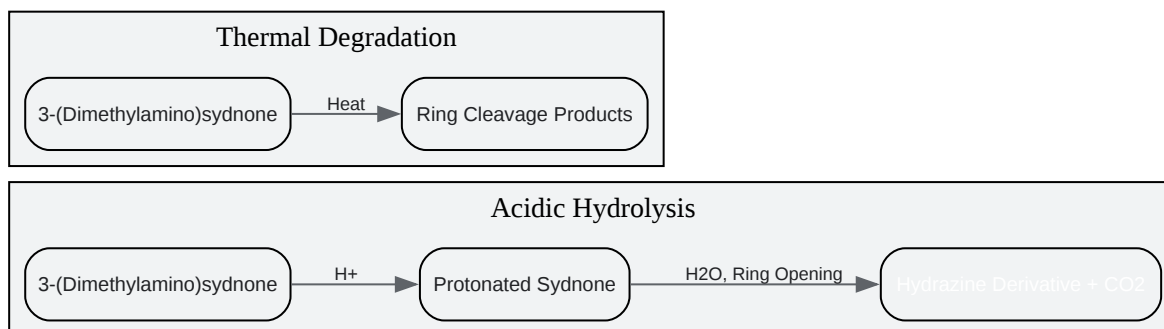 Thermal Degradation
3-(Dimethylamino)sydnone
Heat
Ring Cleavage Products
Acidic Hydrolysis
3-(Dimethylamino)sydnone
H+
Protonated Sydnone
H2O, Ring Opening
Hydrazine Derivative + CO2